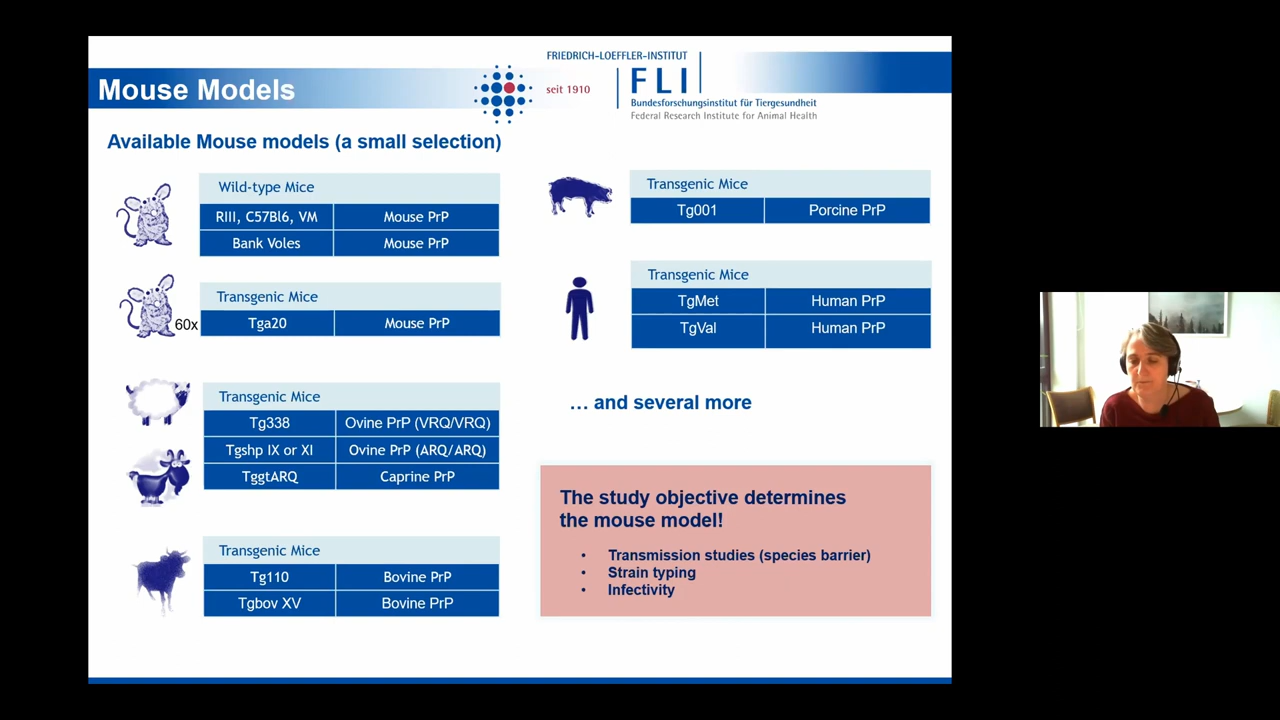 Mouse Models
FRIEDRICH-LOEFFLER-INSTITUT
seit 1910
FLI
Bundesforschungsinstitut für Tiergesundheit
Federal Research Institute for Animal Health
Available Mouse models (a small selection)
Wild-type Mice
RIII, C57Bl6, VM Mouse PrP
Bank Voles Mouse PrP
60x
Transgenic Mice
Tga20 Mouse PrP
Transgenic Mice
Tg338 Ovine PrP (VRQ/VRQ)
Tgshp IX or XI Ovine PrP (ARQ/ARQ)
TggtARQ Caprine PrP
Transgenic Mice
Tg110 Bovine PrP
Tgbov XV Bovine PrP
Transgenic Mice
Tg001 Porcine PrP
Transgenic Mice
TgMet Human PrP
TgVal Human PrP
… and several more
The study objective determines
the mouse model!
• Transmission studies (species barrier)
• Strain typing
• Infectivity